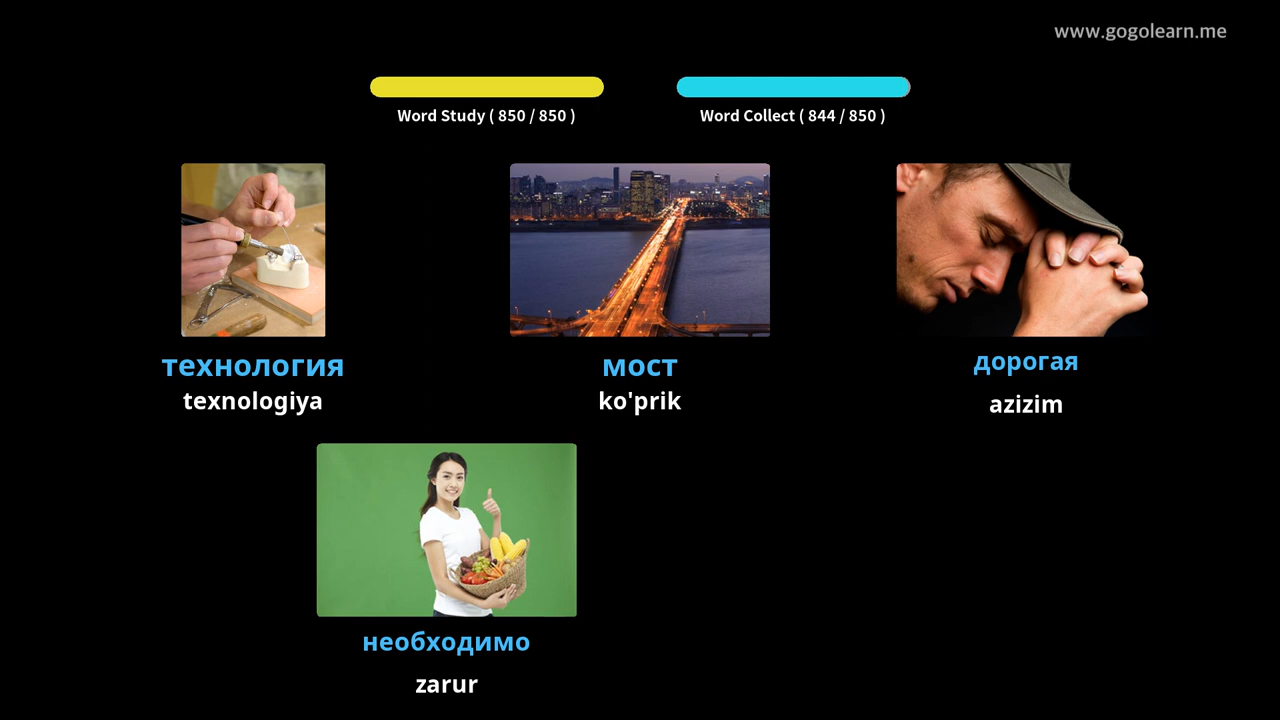 www.gogolearn.me
Word Study ( 850 / 850 )
Word Collect ( 844 / 850 )
технология
texnologiya
мост
ko'prik
дорогая
azizim
необходимо
zarur